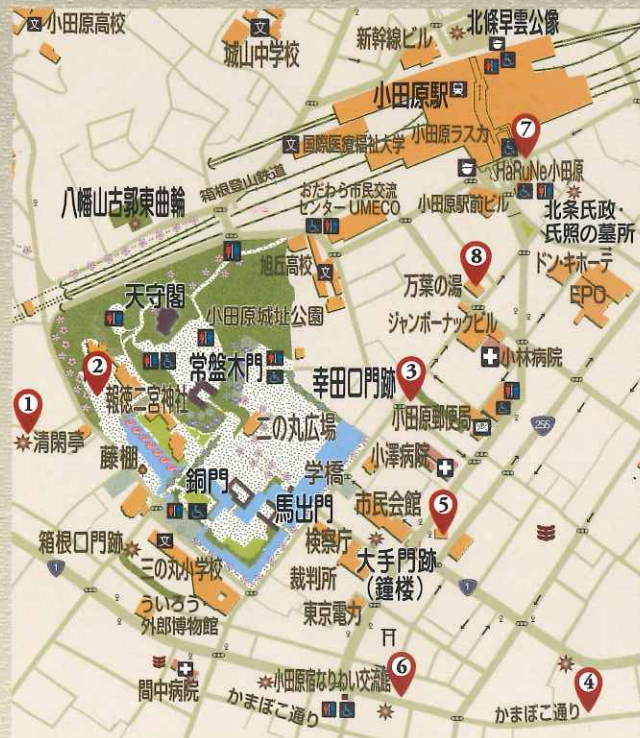 文
小田原高校
文
城山中学校
新幹線ビル
北條早雲公像
小田原駅
文
国際医療福祉大学
小田原ラスカ
7
HaRuNe小田原
箱根登山鉄道
八幡山古郭東曲輪
おだわら市民交流
センター UMECO
小田原駅前ビル
北条氏政・
氏照の墓所
旭丘高校
文
8
万葉の湯
ドン・キホーテ
EPO
天守閣
小田原城址公園
ジャンボーナックビル
常盤木門
小林病院
幸田口門跡
3
2
報徳二宮神社
1
清閑亭
二の丸広場
小田原郵便局
255
藤棚
学橋
小澤病院
銅門
馬出門
市民会館
5
箱根口門跡
文
三の丸小学校
検察庁
大手門跡
(鐘楼)
裁判所
1
1
ういろう・
外郎博物館
東京電力
間中病院
小田原宿なりわい交流館
6
かまぼこ通り
4
かまぼこ通り